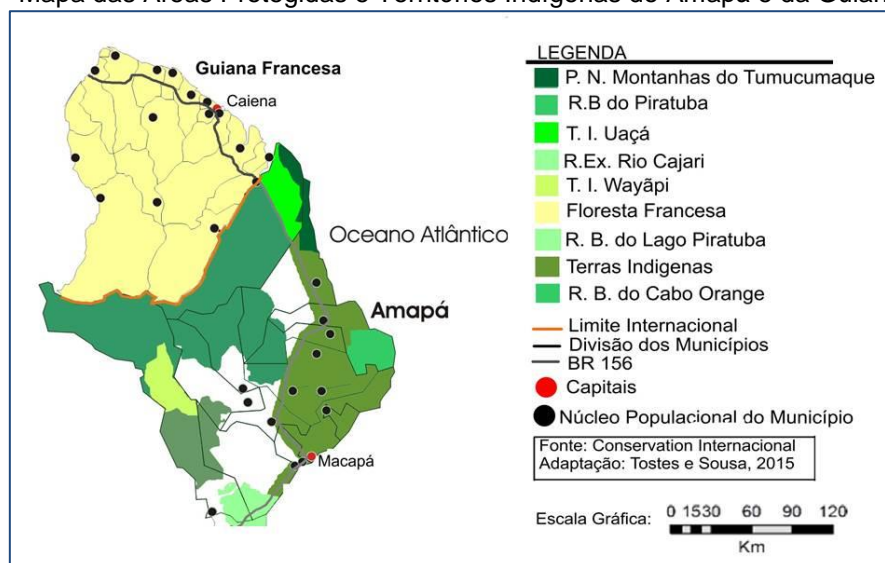 Mapa das Áreas Protegidas e Territórios Indígenas do Amapá e da Guian
Guiana Francesa
Caiena
Oceano Atlântico
Amapá
Macapá
LEGENDA
P. N. Montanhas do Tumucumaque
R.B do Piratuba
T. I. Uaçá
R.Ex. Rio Cajari
T. I. Wayãpi
Floresta Francesa
R. B. do Lago Piratuba
Terras Indigenas
R. B. do Cabo Orange
Limite Internacional
Divisão dos Municípios
BR 156
Capitais
Núcleo Populacional do Município
Fonte: Conservation Internacional
Adaptação: Tostes e Sousa, 2015
Escala Gráfica:
0 1530 60 90 120
Km